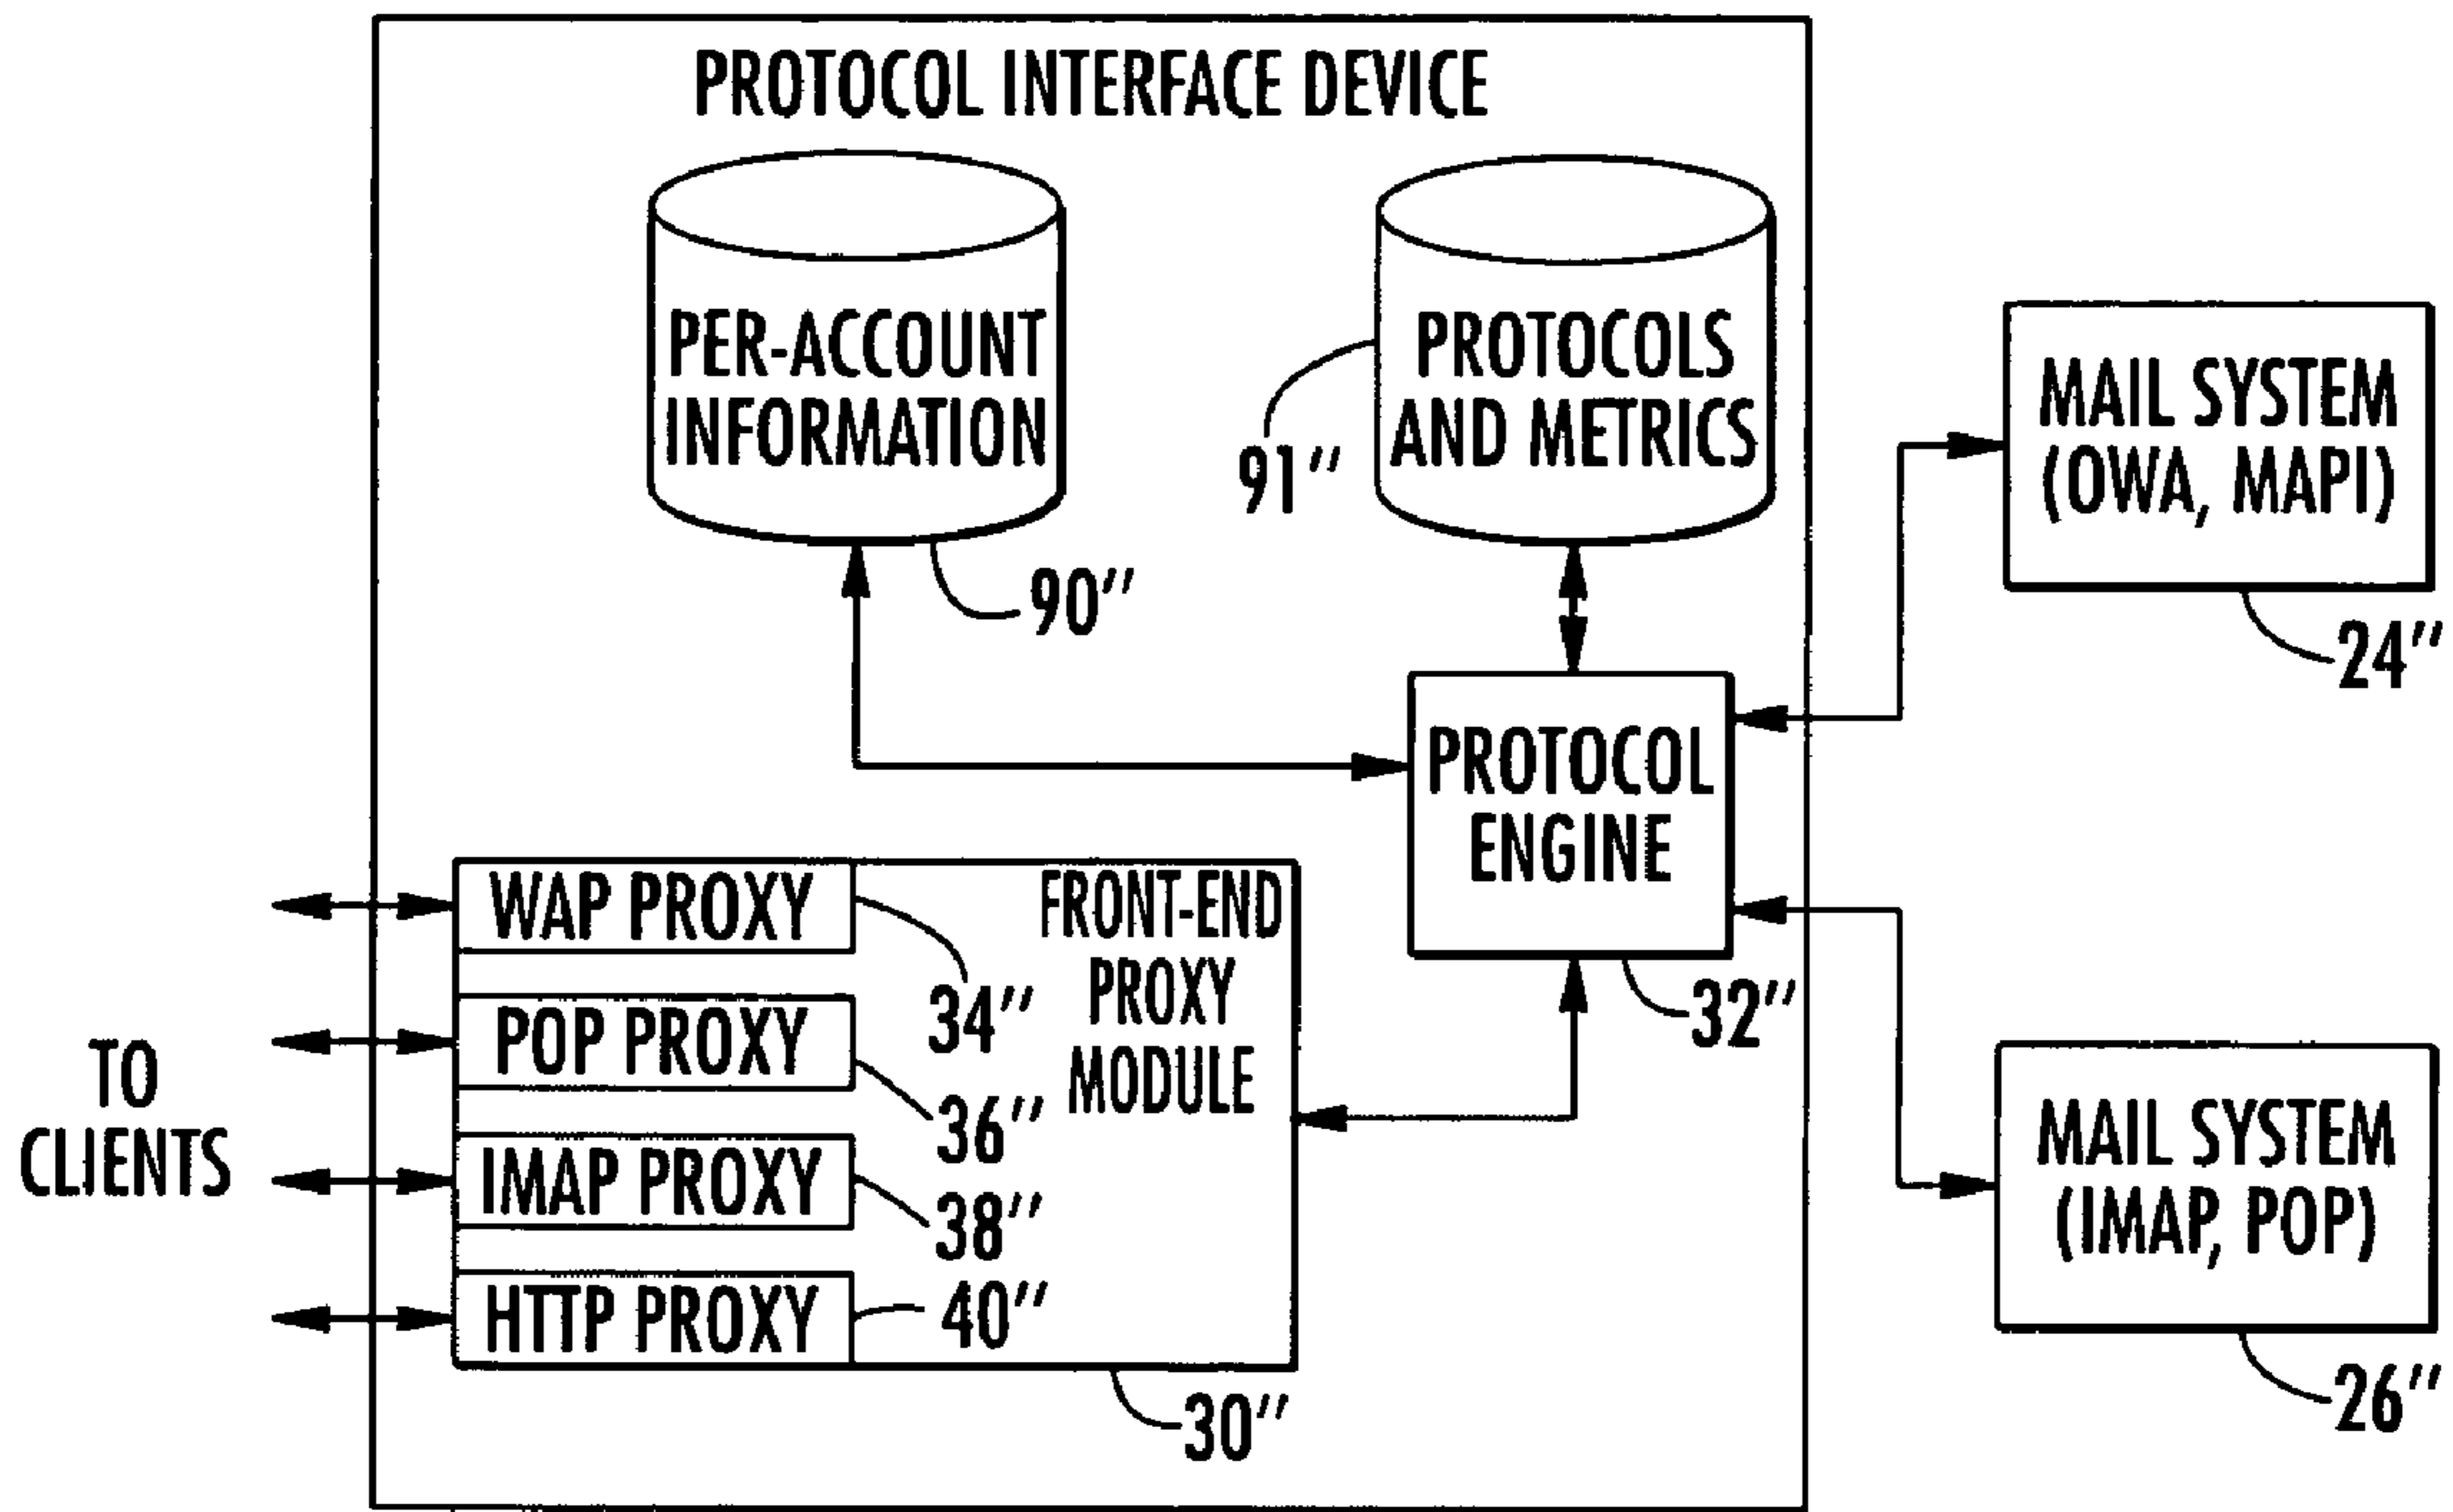 PROTOCOL INTERFACE DEVICE
PER-ACCOUNT
INFORMATION
90″
PROTOCOLS
AND METRICS
91″
MAIL SYSTEM
(OWA, MAPI)
24″
PROTOCOL
ENGINE
32″
WAP PROXY
34″
POP PROXY
36″
IMAP PROXY
38″
HTTP PROXY
40″
FRONT-END
PROXY
MODULE
30″
TO
CLIENTS
MAIL SYSTEM
(IMAP, POP)
26″